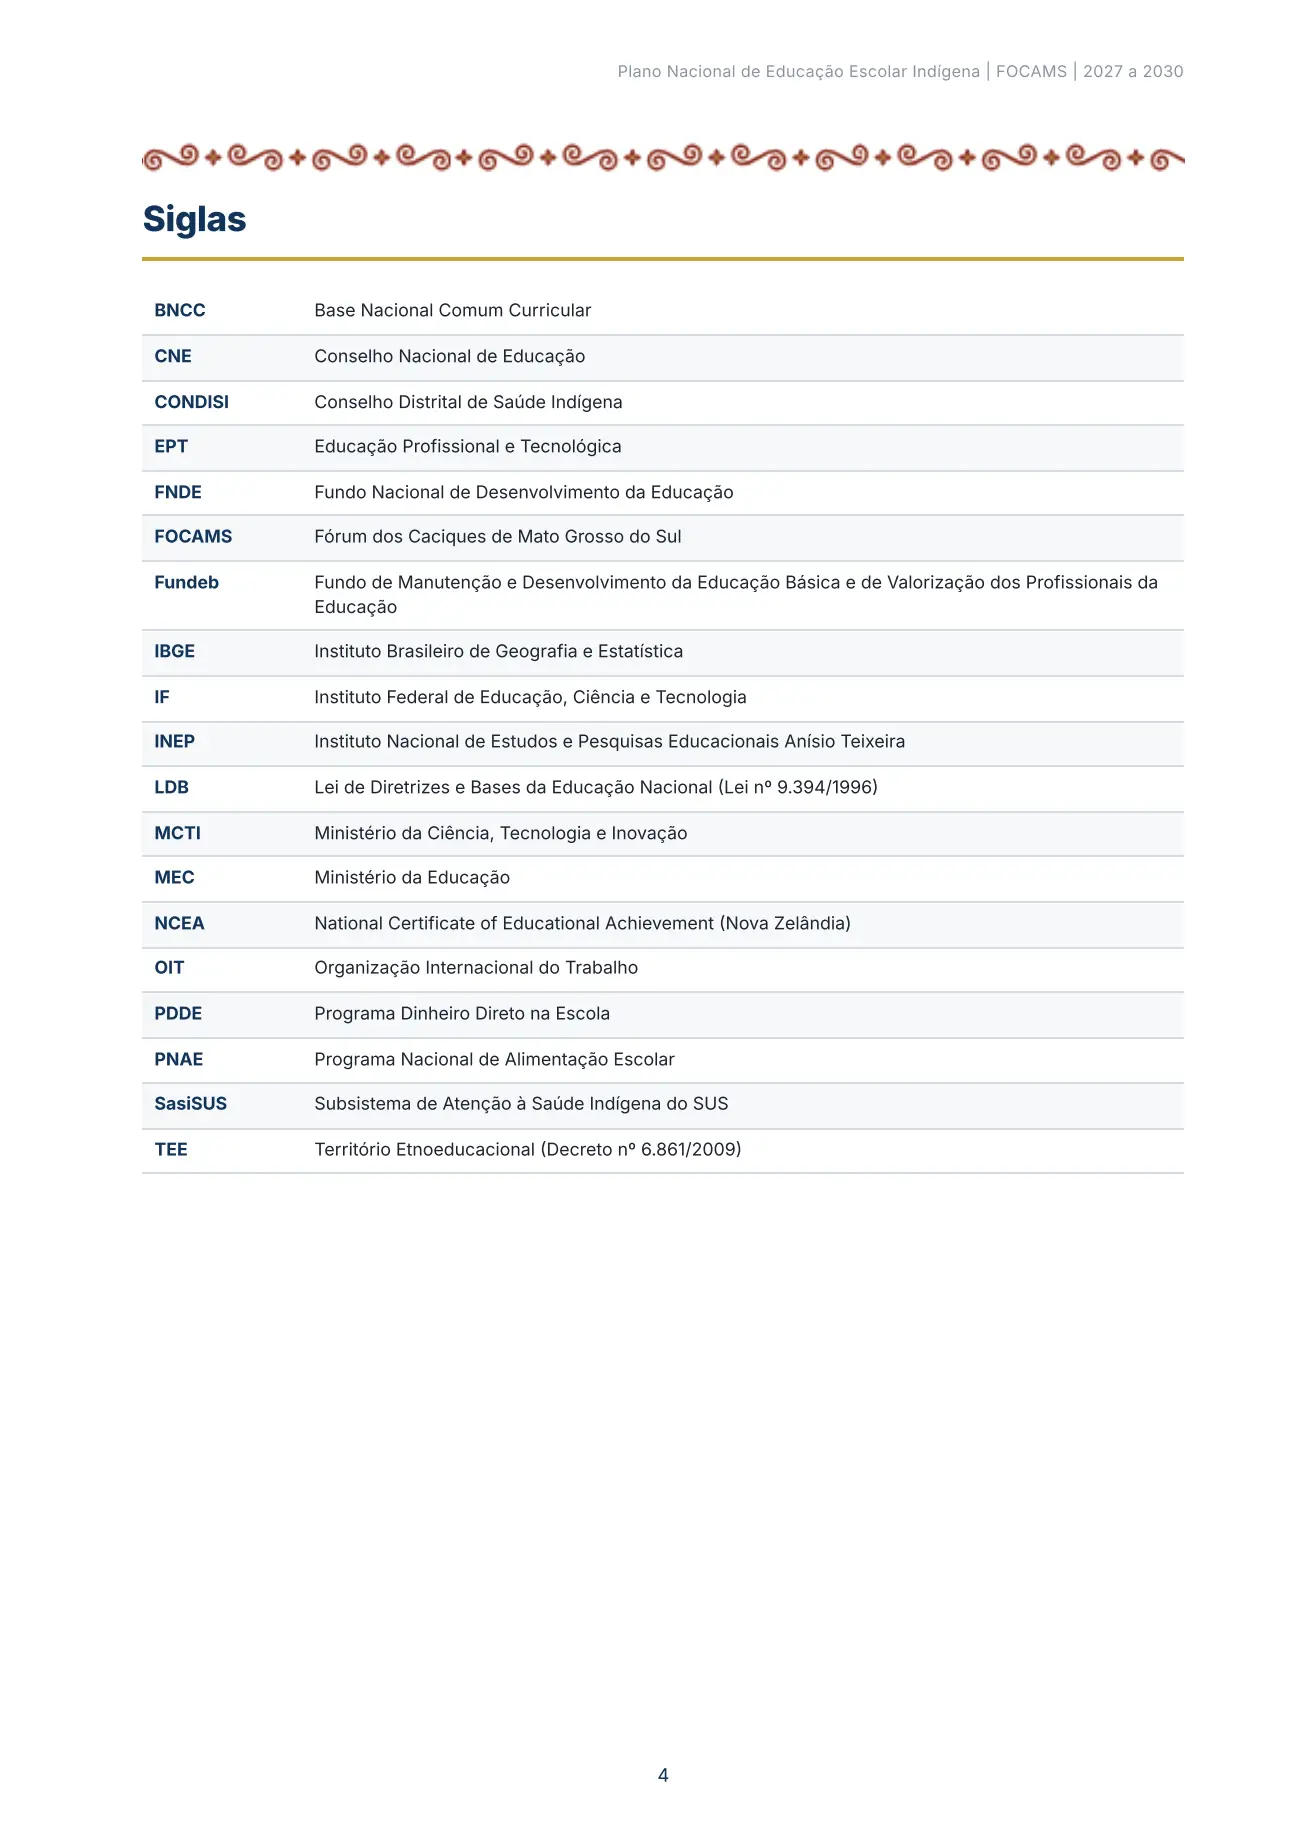 Plano Nacional de Educação Escolar Indígena | FOCAMS | 2027 a 2030
Siglas
BNCC Base Nacional Comum Curricular
CNE Conselho Nacional de Educação
CONDISI Conselho Distrital de Saúde Indígena
EPT Educação Profissional e Tecnológica
FNDE Fundo Nacional de Desenvolvimento da Educação
FOCAMS Fórum dos Caciques de Mato Grosso do Sul
Fundeb Fundo de Manutenção e Desenvolvimento da Educação Básica e de Valorização dos Profissionais da
Educação
IBGE Instituto Brasileiro de Geografia e Estatística
IF Instituto Federal de Educação, Ciência e Tecnologia
INEP Instituto Nacional de Estudos e Pesquisas Educacionais Anísio Teixeira
LDB Lei de Diretrizes e Bases da Educação Nacional (Lei nº 9.394/1996)
MCTI Ministério da Ciência, Tecnologia e Inovação
MEC Ministério da Educação
NCEA National Certificate of Educational Achievement (Nova Zelândia)
OIT Organização Internacional do Trabalho
PDDE Programa Dinheiro Direto na Escola
PNAE Programa Nacional de Alimentação Escolar
SasiSUS Subsistema de Atenção à Saúde Indígena do SUS
TEE Território Etnoeducacional (Decreto nº 6.861/2009)
4